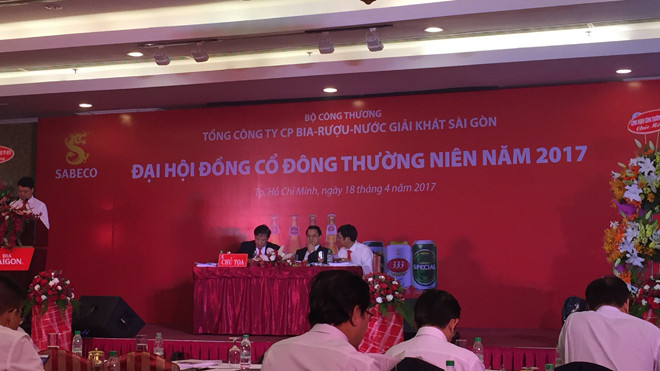 BỘ CÔNG THƯƠNG
TỔNG CÔNG TY CP BIA-RƯỢU-NƯỚC GIẢI KHÁT SÀI GÒN
SABECO
ĐẠI HỘI ĐỒNG CỔ ĐÔNG THƯỜNG NIÊN NĂM 2017
Tp. Hồ Chí Minh, ngày 18 tháng 4 năm 2017
CHỦ TỌA
BIA
SAIGON
333
SPECIAL